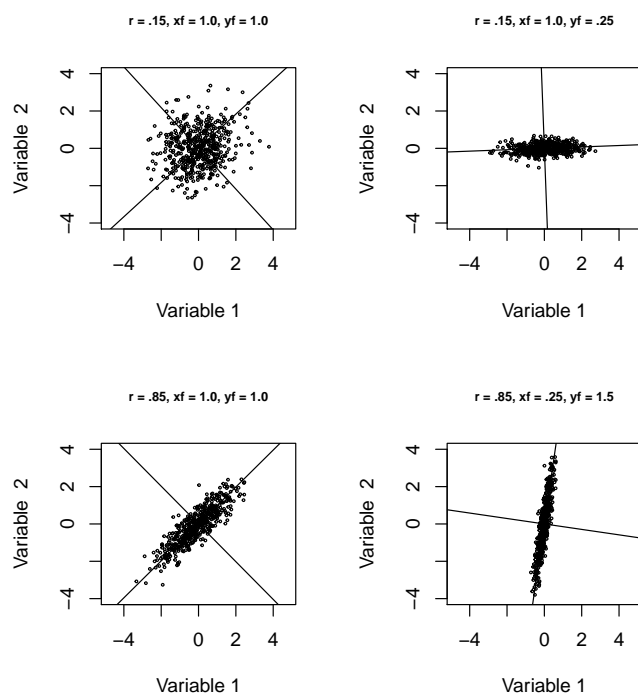 r = .15, xf = 1.0, yf = 1.0
4
2
0
−4
Variable 2
−4
0
2
4
Variable 1
r = .15, xf = 1.0, yf = .25
4
2
0
−4
Variable 2
−4
0
2
4
Variable 1
r = .85, xf = 1.0, yf = 1.0
4
2
0
−4
Variable 2
−4
0
2
4
Variable 1
r = .85, xf = .25, yf = 1.5
4
2
0
−4
Variable 2
−4
0
2
4
Variable 1